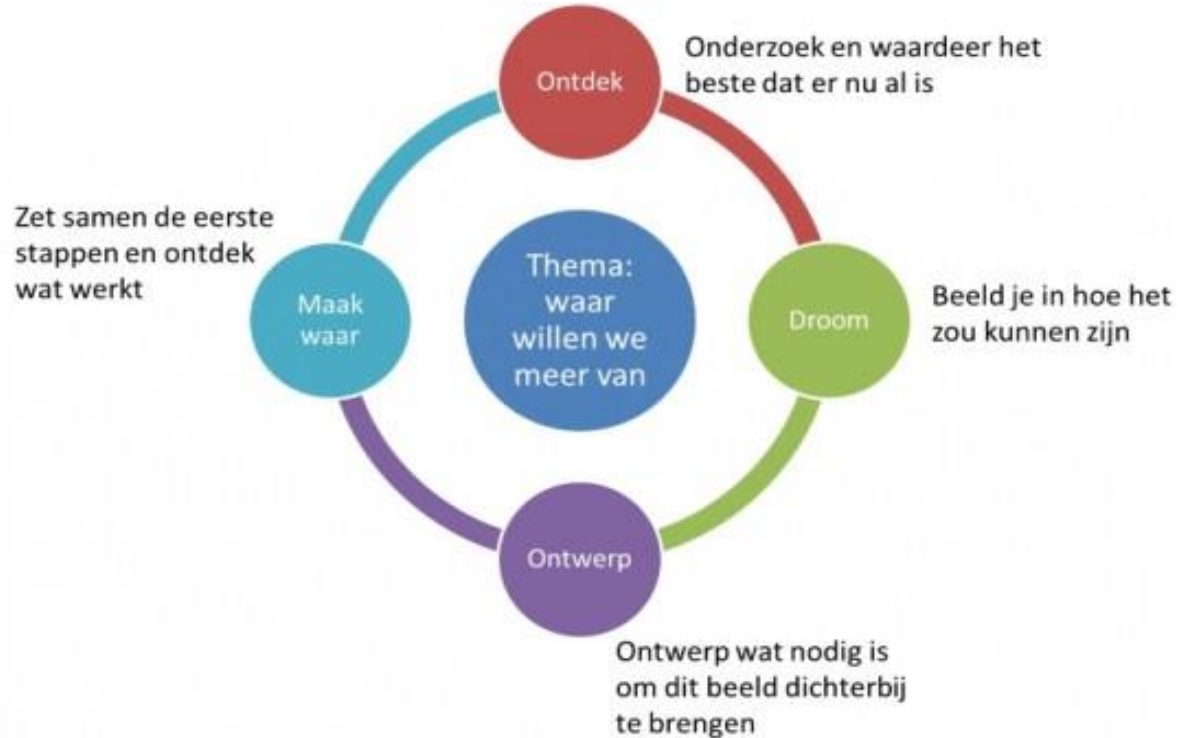 Ontdek
Onderzoek en waardeer het
beste dat er nu al is
Droom
Beeld je in hoe het
zou kunnen zijn
Ontwerp
Ontwerp wat nodig is
om dit beeld dichterbij
te brengen
Maak
waar
Zet samen de eerste
stappen en ontdek
wat werkt
Thema:
waar
willen we
meer van